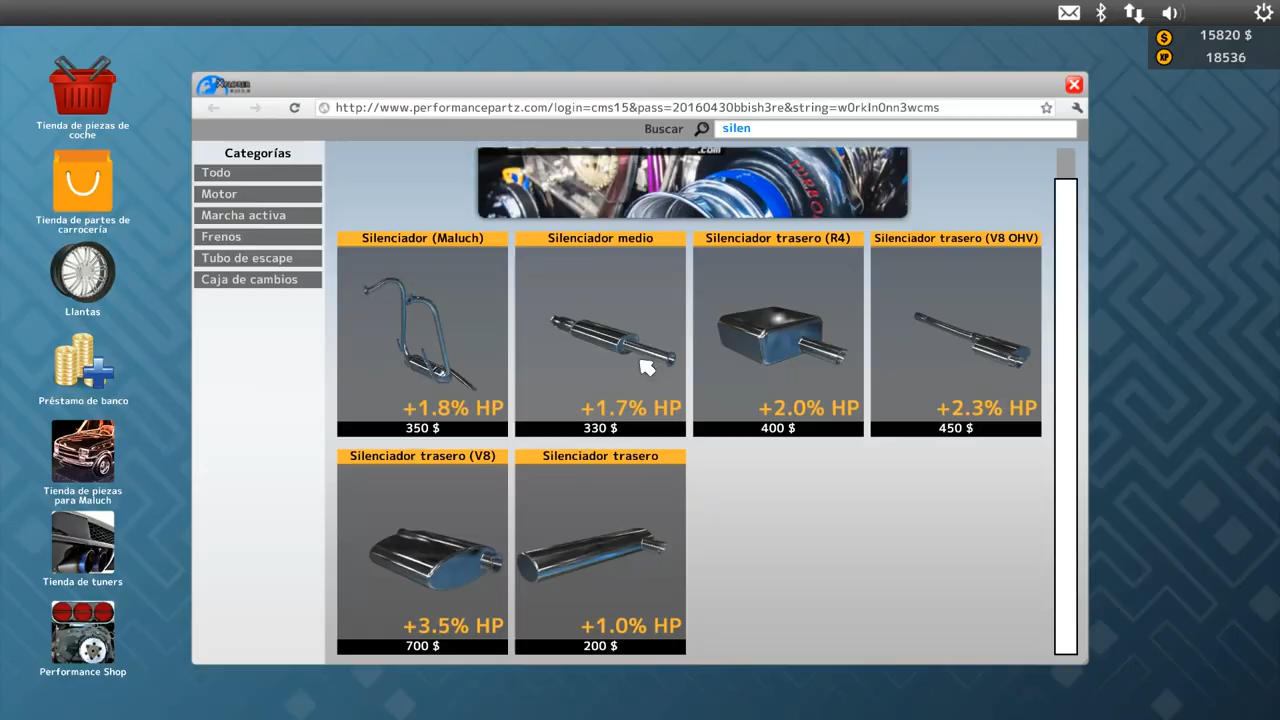 15820 $
18536
http://www.performancepartz.com/login=cms15&pass=20160430bbish3re&string=w0rkIn0nn3wcms
Buscar
silen
Tienda de piezas de
coche
Tienda de partes de
carrocería
Llantas
Préstamo de banco
Tienda de piezas
para Maluch
Tienda de tuners
Performance Shop
Categorías
Todo
Motor
Marcha activa
Frenos
Tubo de escape
Caja de cambios
.com
TURBO
Silenciador (Maluch)
+1.8% HP
350 $
Silenciador medio
+1.7% HP
330 $
Silenciador trasero (R4)
+2.0% HP
400 $
Silenciador trasero (V8 OHV)
+2.3% HP
450 $
Silenciador trasero (V8)
+3.5% HP
700 $
Silenciador trasero
+1.0% HP
200 $